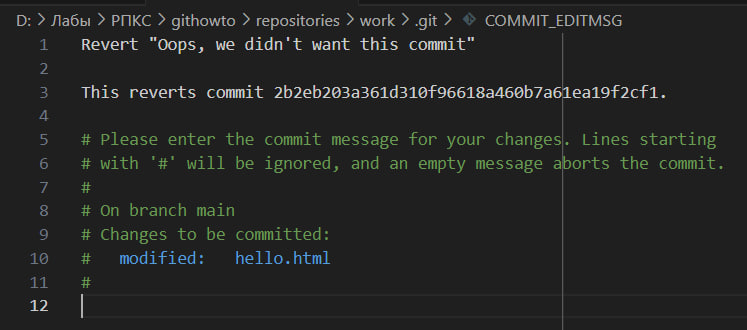 D: > Лабы > РПКС > githowto > repositories > work > .git > COMMIT_EDITMSG
1 Revert "Oops, we didn't want this commit"
2
3 This reverts commit 2b2eb203a361d310f96618a460b7a61ea19f2cf1.
4
5 # Please enter the commit message for your changes. Lines starting
6 # with '#' will be ignored, and an empty message aborts the commit.
7 #
8 # On branch main
9 # Changes to be committed:
10 #   modified:   hello.html
11 #
12